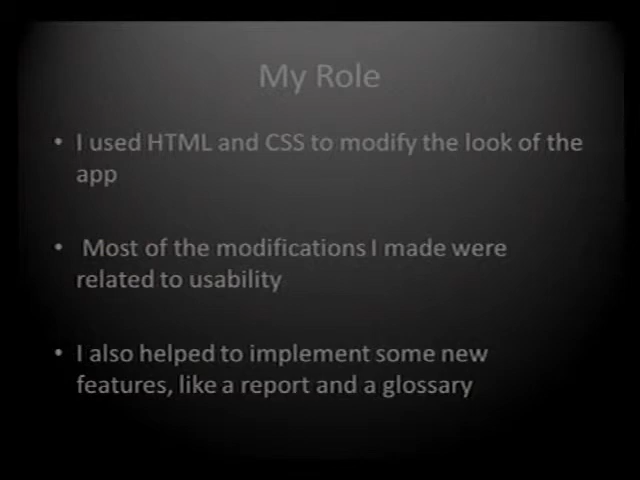 My Role
• I used HTML and CSS to modify the look of the
app
• Most of the modifications I made were
related to usability
• I also helped to implement some new
features, like a report and a glossary